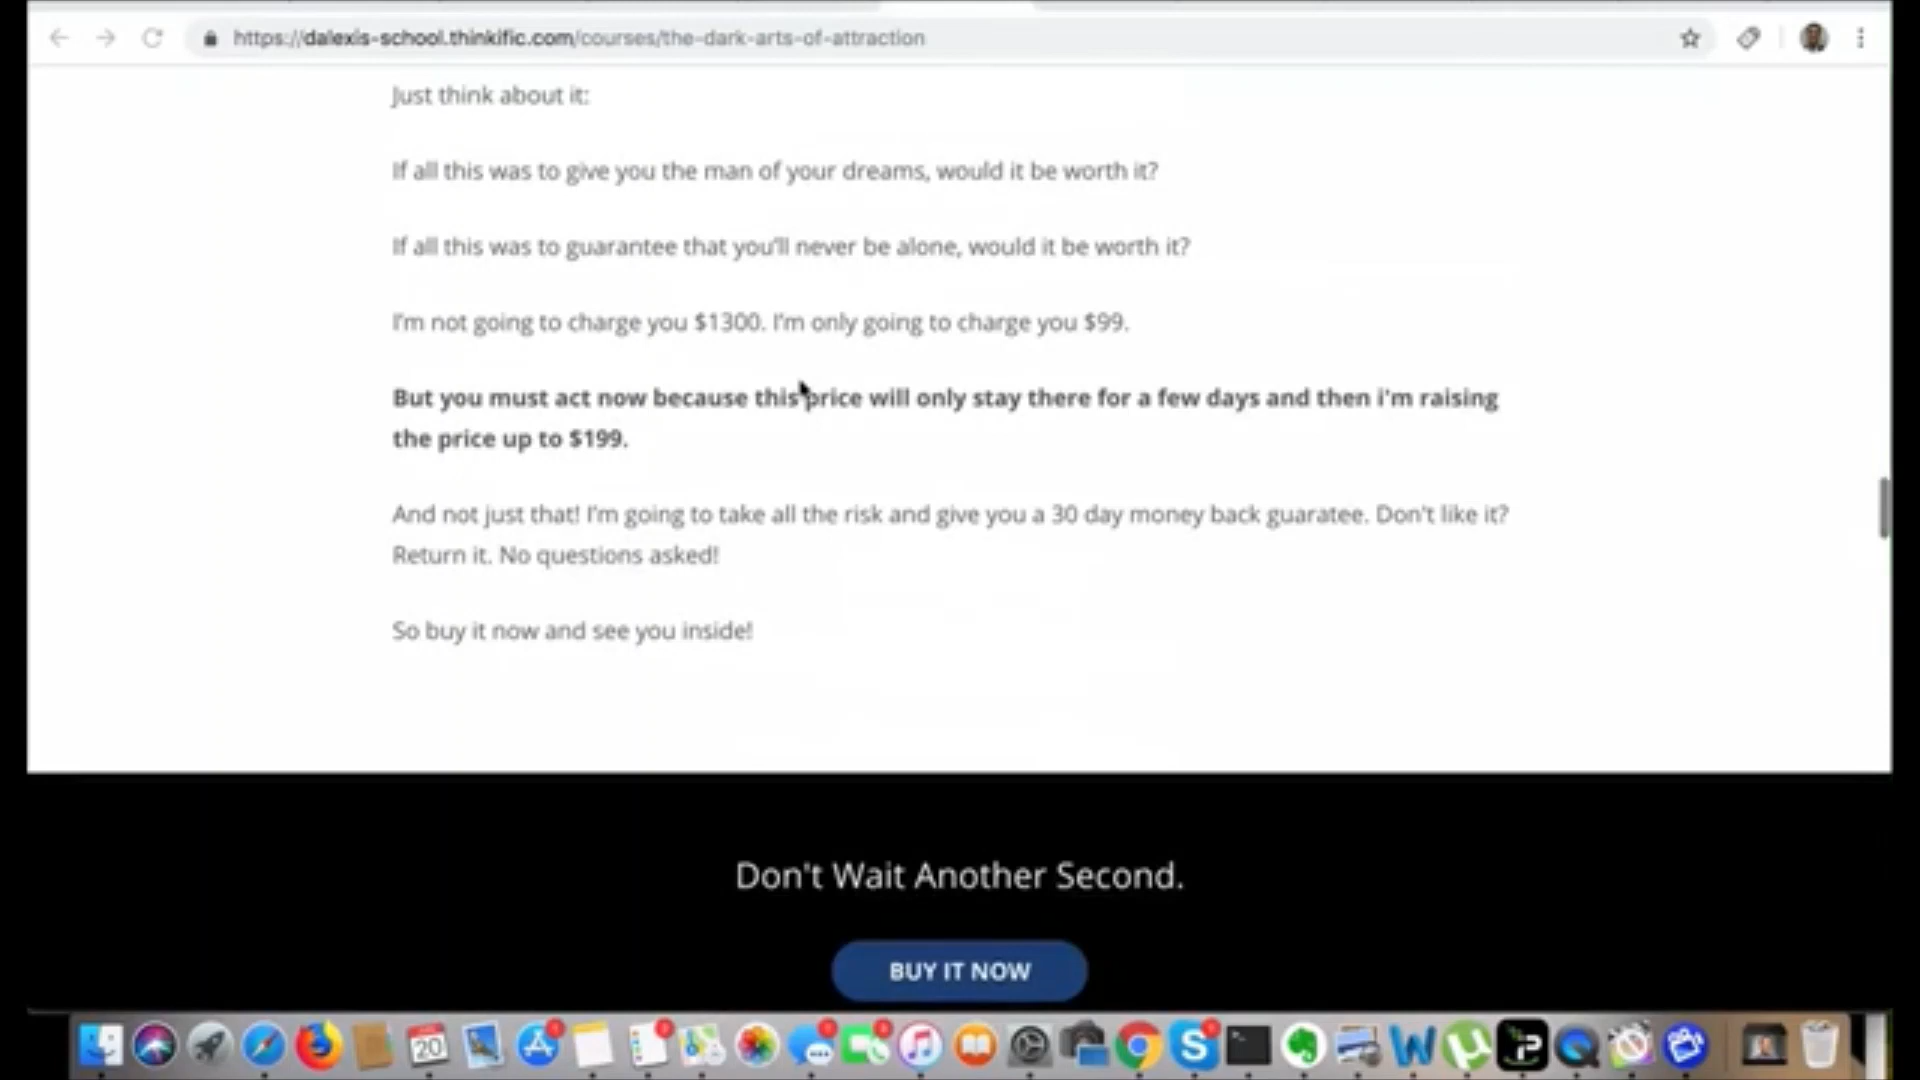 https://dalexis-school.thinkific.com/courses/the-dark-arts-of-attraction
Just think about it:
If all this was to give you the man of your dreams, would it be worth it?
If all this was to guarantee that you'll never be alone, would it be worth it?
I'm not going to charge you $1300. I'm only going to charge you $99.
But you must act now because this price will only stay there for a few days and then i'm raising
the price up to $199.
And not just that! I'm going to take all the risk and give you a 30 day money back guaratee. Don't like it?
Return it. No questions asked!
So buy it now and see you inside!
Don't Wait Another Second.
BUY IT NOW
20